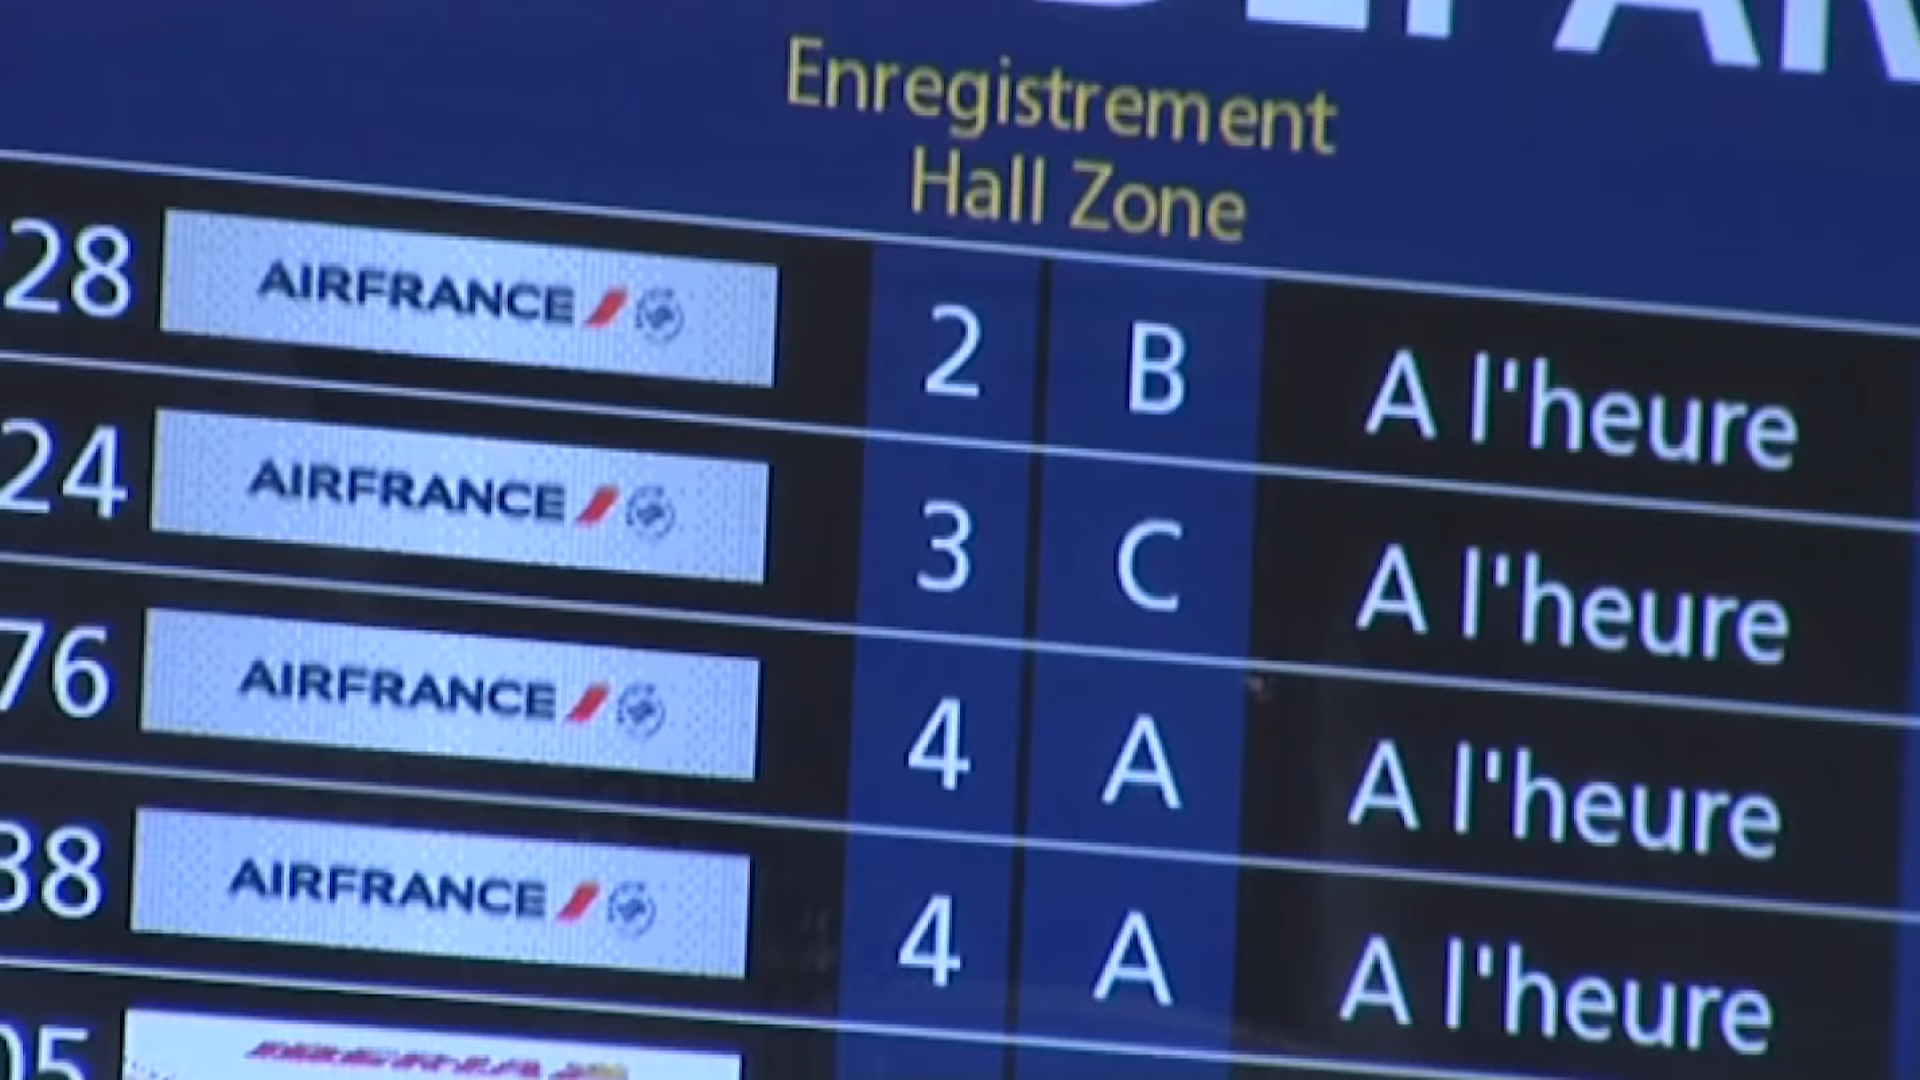 Enregistrement
Hall Zone
28 AIRFRANCE 2 B A l'heure
24 AIRFRANCE 3 C A l'heure
76 AIRFRANCE 4 A A l'heure
38 AIRFRANCE 4 A A l'heure
05